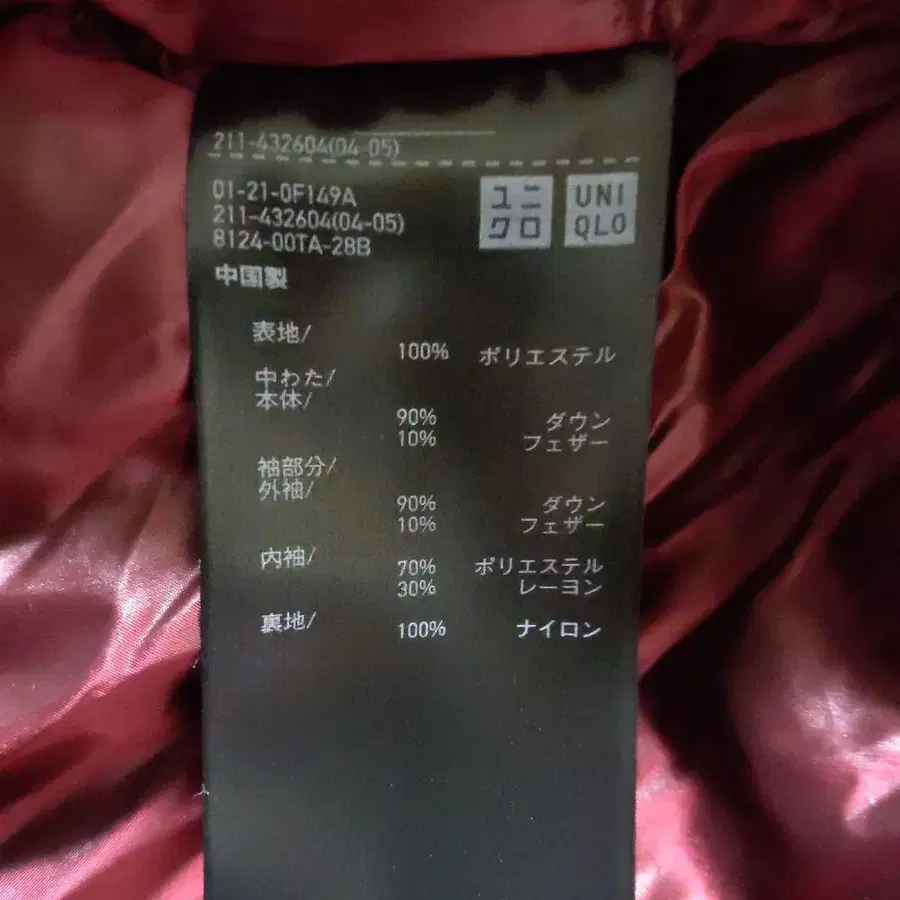 211-432604(04-05)
01-21-0F149A
211-432604(04-05)
8124-00TA-28B
中国製
ユニ
クロ
UNI
QLO
表地/
100% ポリエステル
中わた/
本体/
90% ダウン
10% フェザー
袖部分/
外袖/
90% ダウン
10% フェザー
内袖/
70% ポリエステル
30% レーヨン
裏地/
100% ナイロン